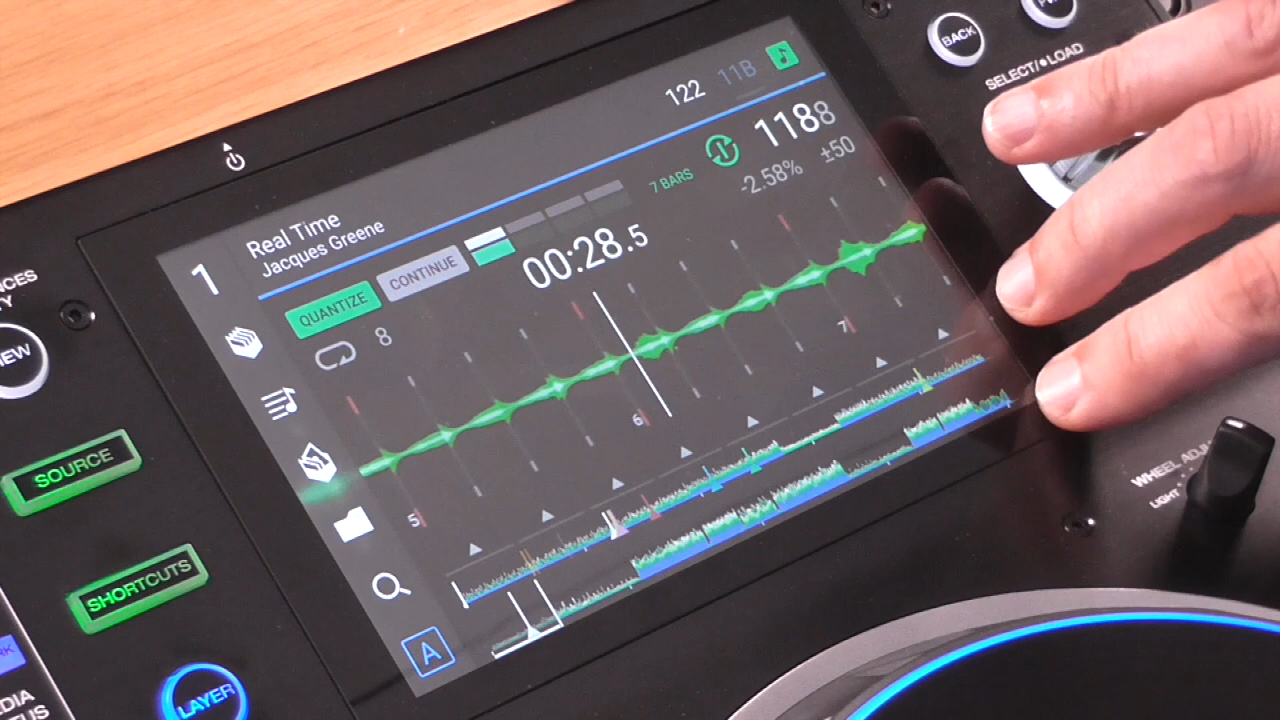 BACK
SELECT/●LOAD
122 11B
1188
±50
-2.58%
7 BARS
Real Time
Jacques Greene
1
QUANTIZE
CONTINUE
00:28.5
8
7
6
5
SOURCE
SHORTCUTS
LAYER
A
WHEEL
LIGHT